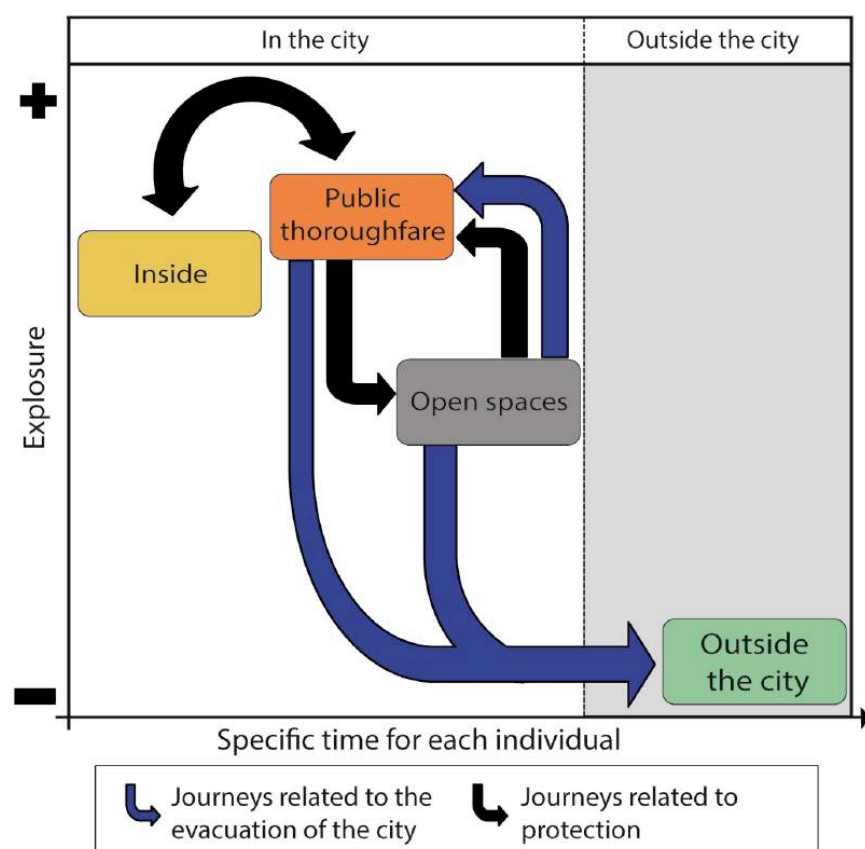 In the city
Outside the city
+
Public
thoroughfare
Inside
Open spaces
Explosure
Outside
the city
-
Specific time for each individual
Journeys related to the
evacuation of the city
Journeys related to
protection